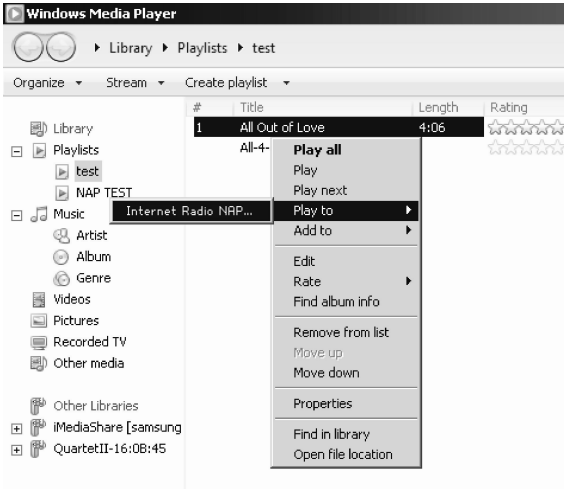 Windows Media Player
Library Playlists test
Organize Stream Create playlist
# Title Length Rating
Library
1 All Out of Love 4:06
Playlists
All-4-
test
NAP TEST
Music
Artist
Album
Genre
Videos
Pictures
Recorded TV
Other media
Other Libraries
iMediaShare [samsung
QuartetII-16:0B:45
Internet Radio NAP...
Play all
Play
Play next
Play to
Add to
Edit
Rate
Find album info
Remove from list
Move up
Move down
Properties
Find in library
Open file location